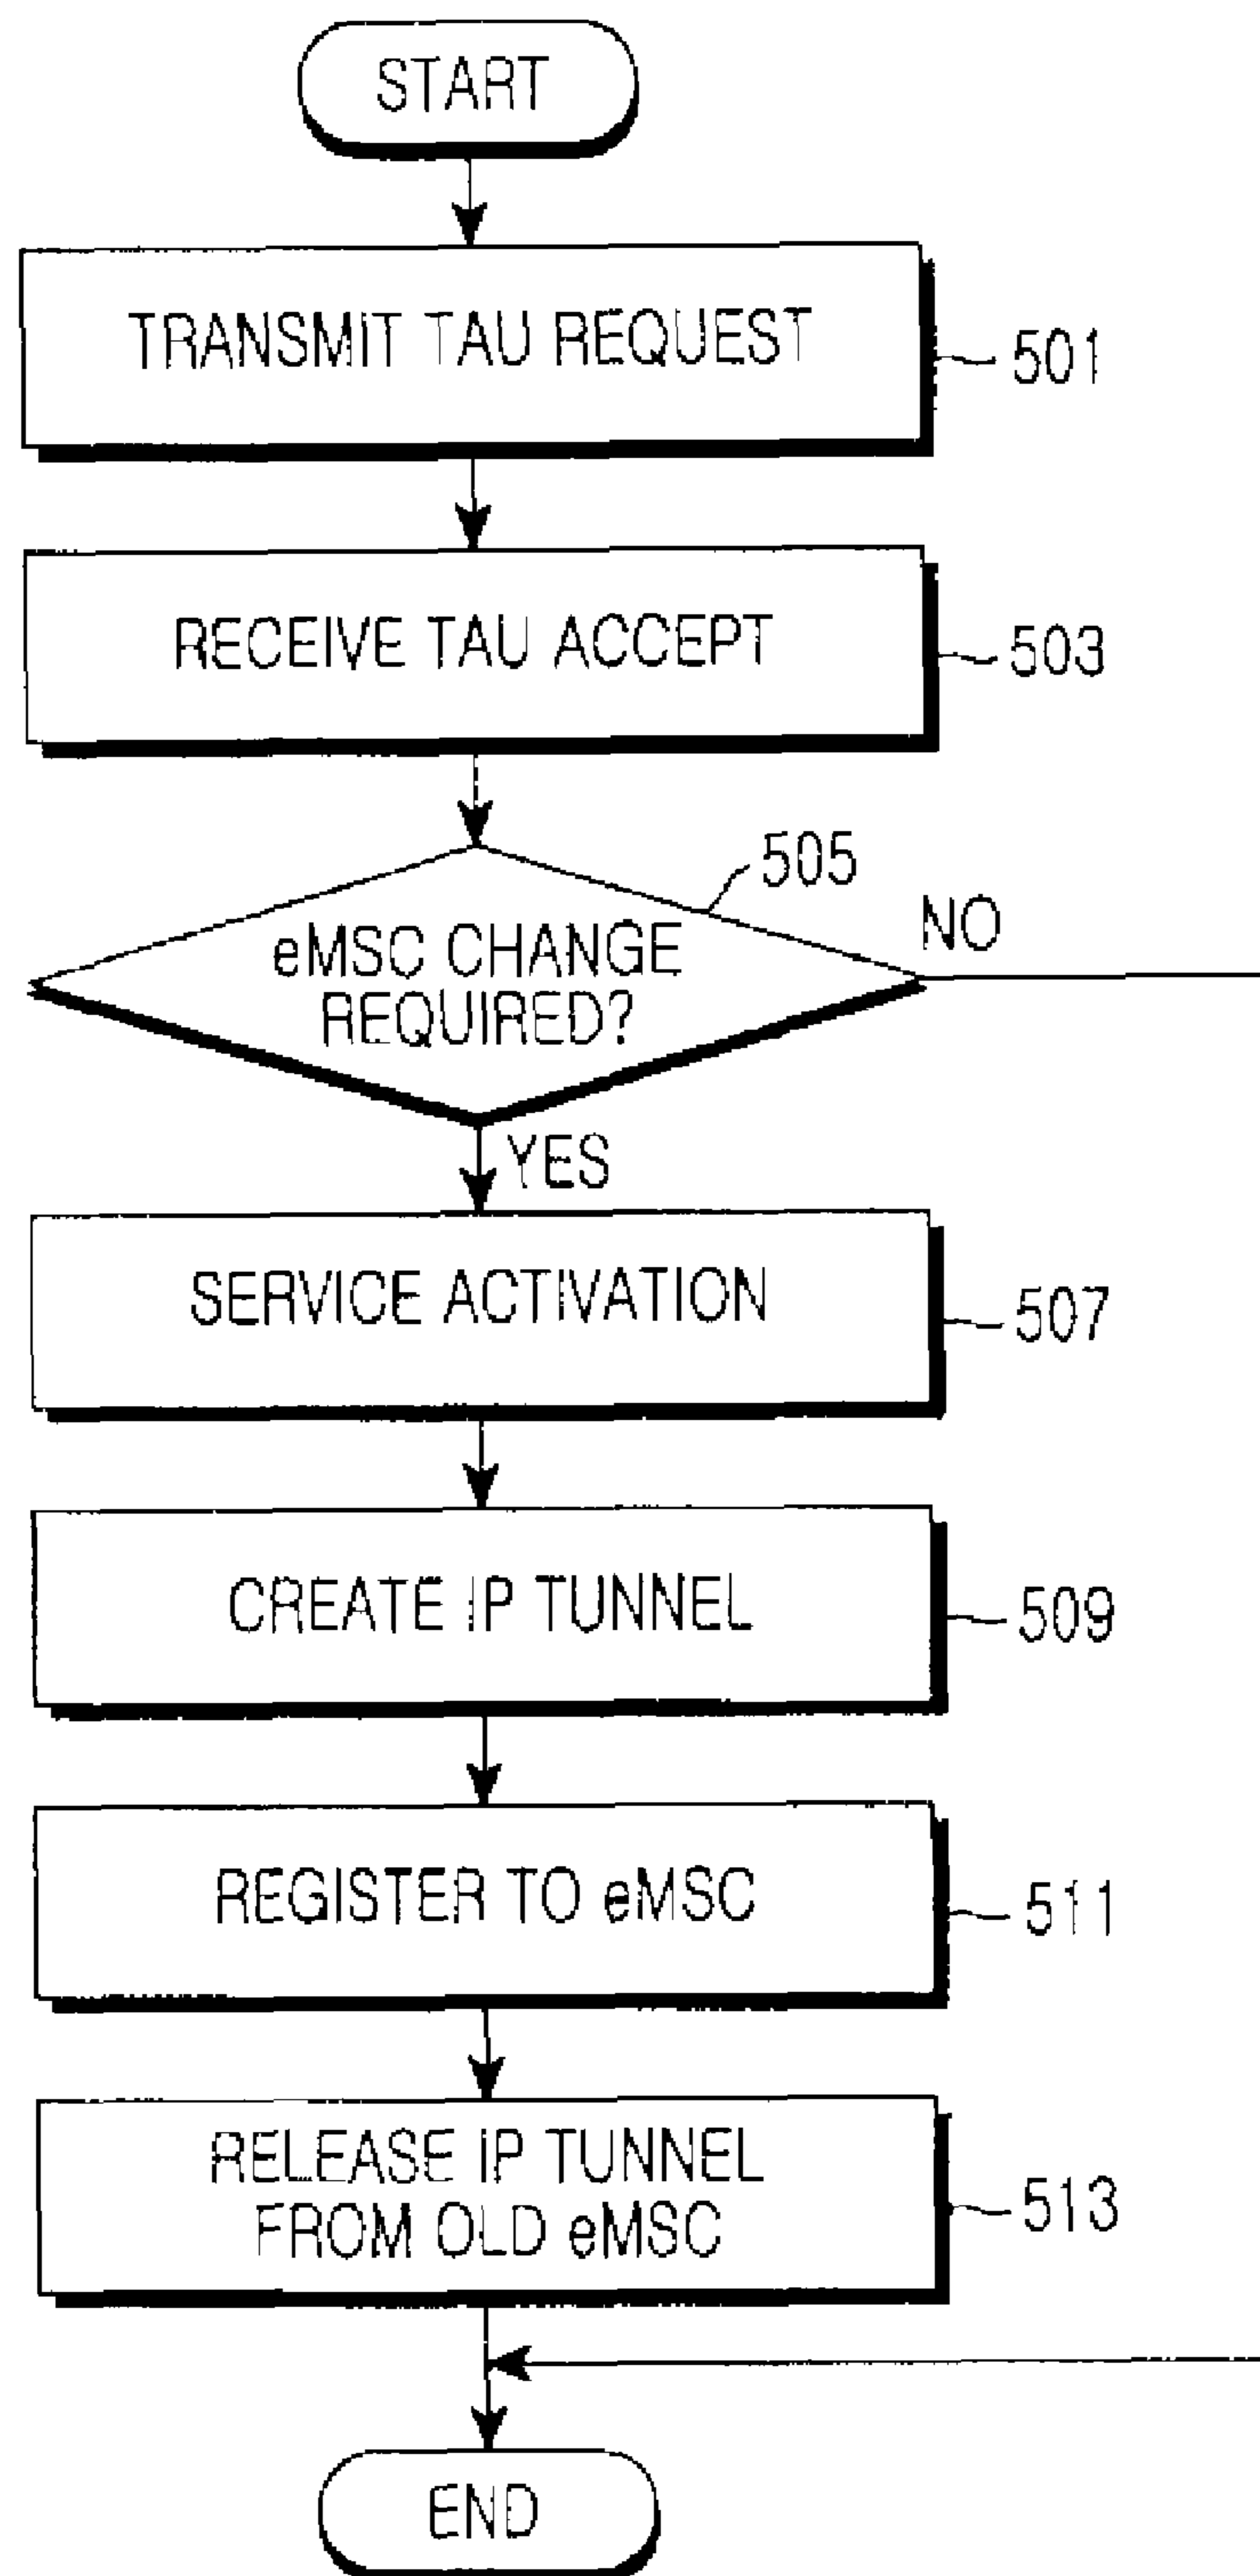 START
TRANSMIT TAU REQUEST
501
RECEIVE TAU ACCEPT
503
505
eMSC CHANGE
REQUIRED?
NO
YES
SERVICE ACTIVATION
507
CREATE IP TUNNEL
509
REGISTER TO eMSC
511
RELEASE IP TUNNEL
FROM OLD eMSC
513
END